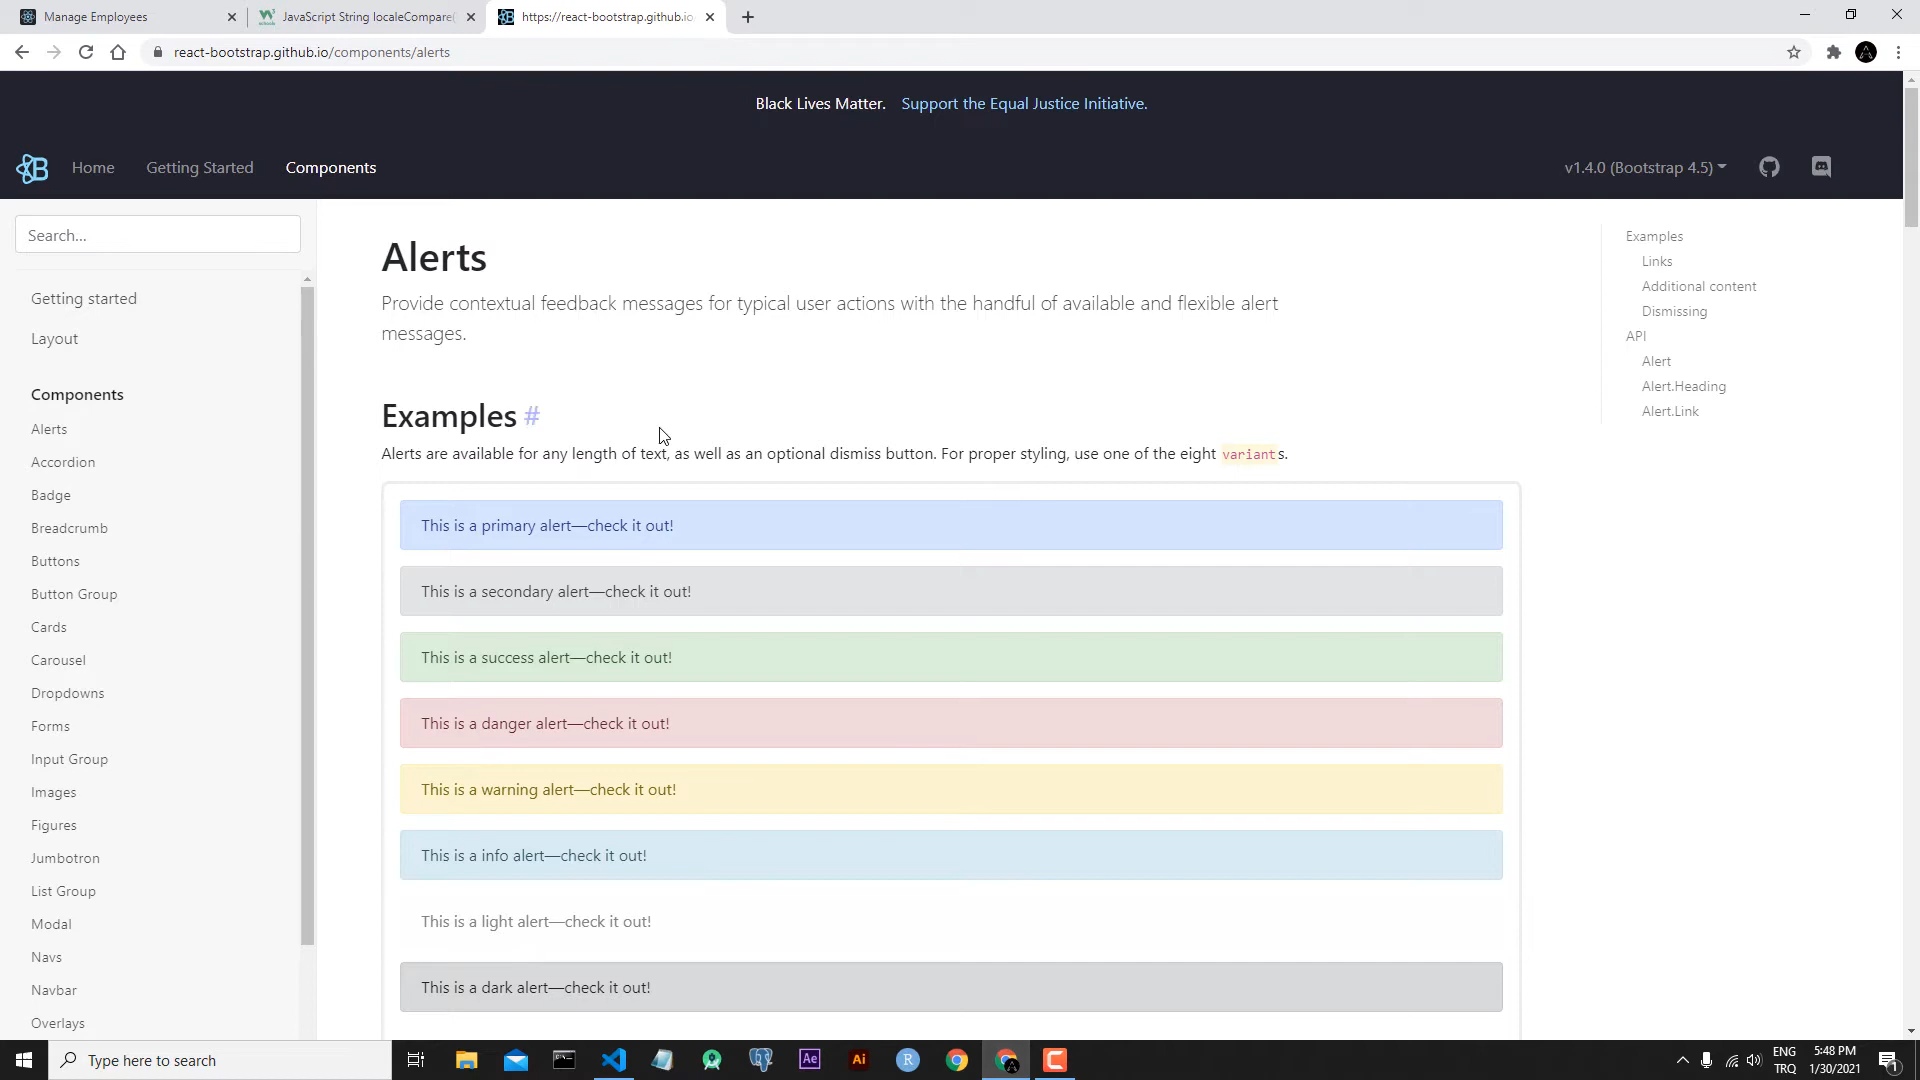 Manage Employees
JavaScript String localeCompare(
https://react-bootstrap.github.io
react-bootstrap.github.io/components/alerts
Black Lives Matter. Support the Equal Justice Initiative.
Home
Getting Started
Components
v1.4.0 (Bootstrap 4.5)
Search...
Getting started
Layout
Components
Alerts
Accordion
Badge
Breadcrumb
Buttons
Button Group
Cards
Carousel
Dropdowns
Forms
Input Group
Images
Figures
Jumbotron
List Group
Modal
Navs
Navbar
Overlays
Alerts
Provide contextual feedback messages for typical user actions with the handful of available and flexible alert
messages.
Examples #
Alerts are available for any length of text, as well as an optional dismiss button. For proper styling, use one of the eight variants.
This is a primary alert—check it out!
This is a secondary alert—check it out!
This is a success alert—check it out!
This is a danger alert—check it out!
This is a warning alert—check it out!
This is a info alert—check it out!
This is a light alert—check it out!
This is a dark alert—check it out!
Examples
Links
Additional content
Dismissing
API
Alert
Alert.Heading
Alert.Link
Type here to search
Ae
Ai
R
ENG
TRQ
5:48 PM
1/30/2021
1